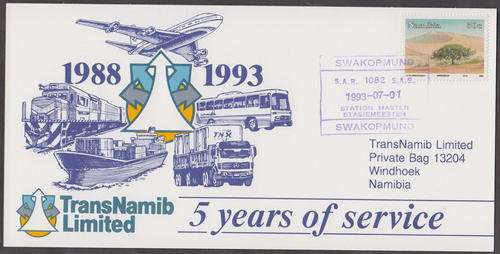 1988 1993
TNX
TransNamib
Limited
5 years of service
Namibia
SWAKOPMUND
S.A.R. 1082 S.A.S.
1993-07-01
STATION MASTER
STASIEMEESTER
SWAKOPMUND
TransNamib Limited
Private Bag 13204
Windhoek
Namibia